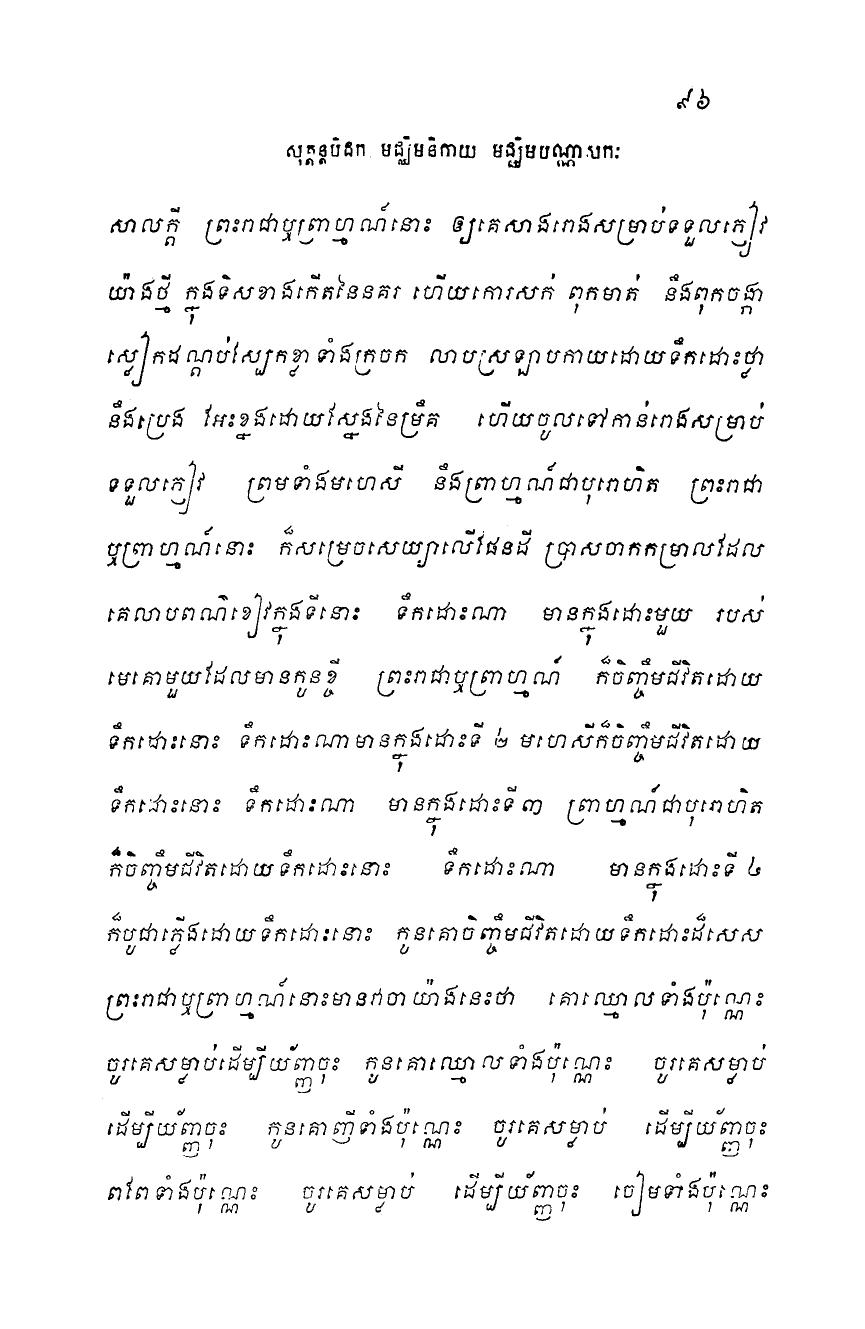 ៩៦
សុត្តន្តបិដក មជ្ឈិមនិកាយ មជ្ឈិមបណ្ណាសកៈ
សាលក្តី ព្រះរាជាឬព្រាហ្មណ៍នោះ ឲ្យគេសាងរោងសម្រាប់ទទួលភ្ញៀវ
យ៉ាងថ្មី ក្នុងទិសខាងកើតនៃនគរ ហើយកោរសក់ ពុកមាត់ នឹងពុកចង្កា
ស្លៀកដណ្តប់ស្បែកខ្លាទាំងក្រចក លាបស្រឡាបកាយដោយទឹកដោះថ្លា
នឹងប្រេង អែះខ្នងដោយស្នែងនៃម្រឹគ ហើយចូលទៅកាន់រោងសម្រាប់
ទទួលភ្ញៀវ ព្រមទាំងមហេសី នឹងព្រាហ្មណ៍ជាបុរោហិត ព្រះរាជា
ឬព្រាហ្មណ៍នោះ ក៏សម្រេចសេយ្យាលើផែនដី ប្រាសចាកកម្រាលដែល
គេលាបពណ៌ខៀវក្នុងទីនោះ ទឹកដោះណា មានក្នុងដោះមួយ របស់
មេគោមួយដែលមានកូនខ្ចី ព្រះរាជាឬព្រាហ្មណ៍ ក៏ចិញ្ចឹមជីវិតដោយ
ទឹកដោះនោះ ទឹកដោះណាមានក្នុងដោះទី ២ មហេសីក៏ចិញ្ចឹមជីវិតដោយ
ទឹកដោះនោះ ទឹកដោះណា មានក្នុងដោះទី៣ ព្រាហ្មណ៍ជាបុរោហិត
ក៏ចិញ្ចឹមជីវិតដោយទឹកដោះនោះ ទឹកដោះណា មានក្នុងដោះទី ៤
ក៏បូជាភ្លើងដោយទឹកដោះនោះ កូនគោចិញ្ចឹមជីវិតដោយទឹកដោះដ៏សេស
ព្រះរាជាឬព្រាហ្មណ៍នោះមានវាចាយ៉ាងនេះថា គោឈ្មោលទាំងប៉ុណ្ណេះ
ចូរគេសម្លាប់ដើម្បីយ័ញ្ញចុះ កូនគោឈ្មោលទាំងប៉ុណ្ណេះ ចូរគេសម្លាប់
ដើម្បីយ័ញ្ញចុះ កូនគោញីទាំងប៉ុណ្ណេះ ចូរគេសម្លាប់ ដើម្បីយ័ញ្ញចុះ
ពពែទាំងប៉ុណ្ណេះ ចូរគេសម្លាប់ ដើម្បីយ័ញ្ញចុះ ចៀមទាំងប៉ុណ្ណេះ